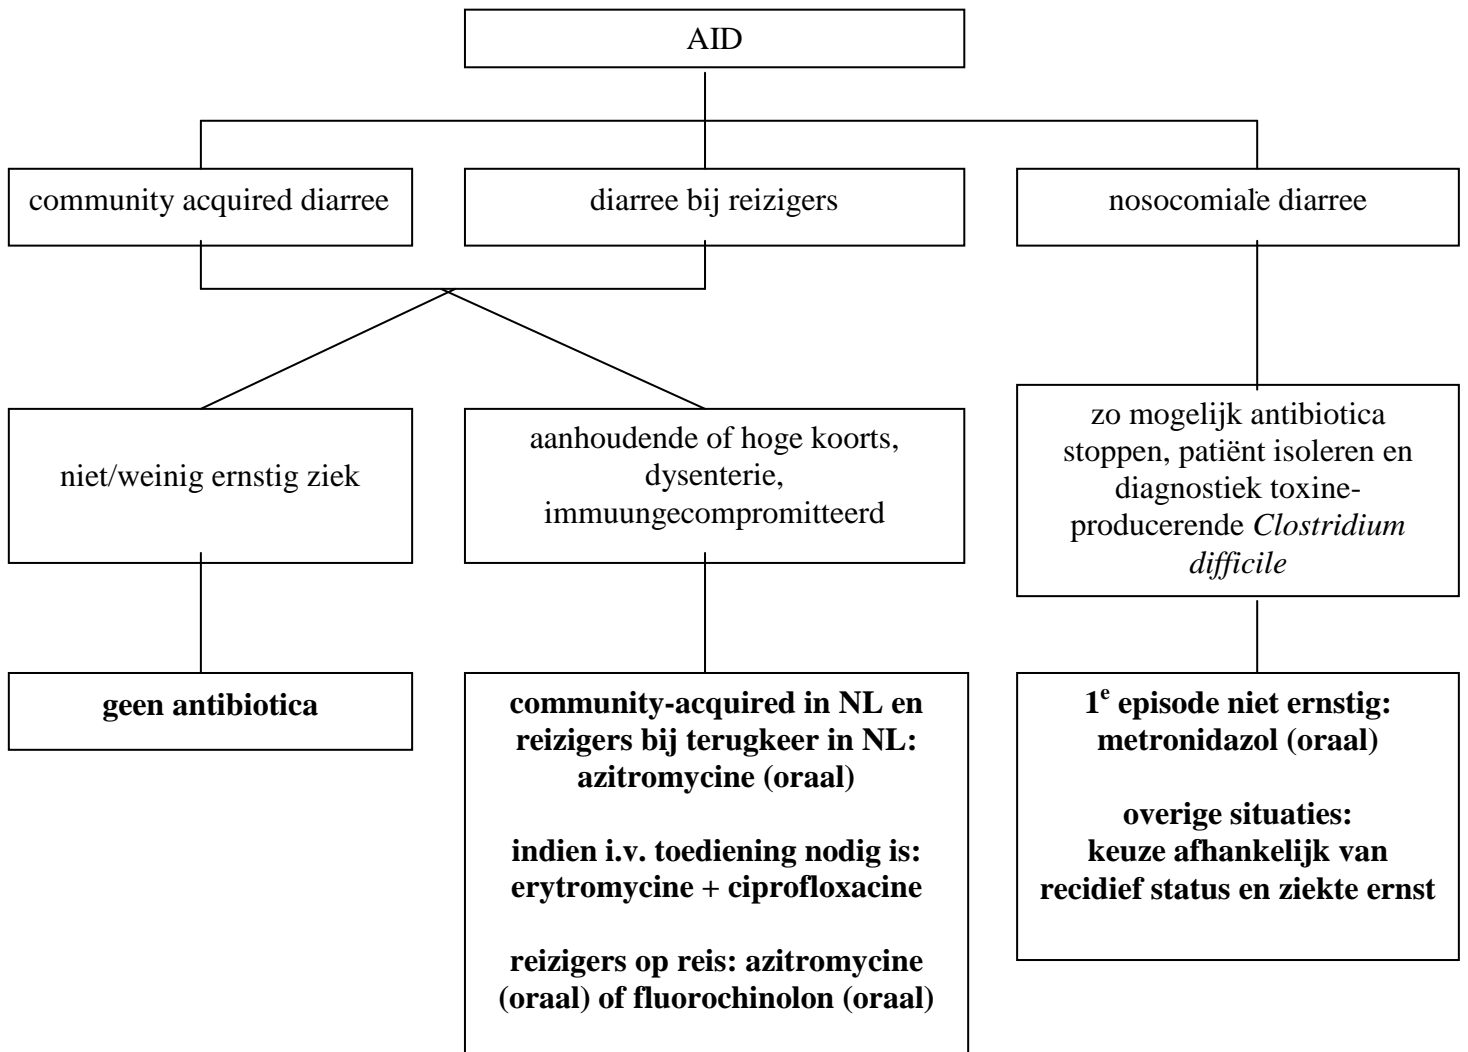 AID
community acquired diarree
diarree bij reizigers
nosocomiale diarree
niet/weinig ernstig ziek
aanhoudende of hoge koorts,
dysenterie,
immuungecompromitteerd
zo mogelijk antibiotica
stoppen, patiënt isoleren en
diagnostiek toxine-
producerende Clostridium
difficile
geen antibiotica
community-acquired in NL en
reizigers bij terugkeer in NL:
azitromycine (oraal)
indien i.v. toediening nodig is:
erytromycine + ciprofloxacine
reizigers op reis: azitromycine
(oraal) of fluorochinolon (oraal)
1e episode niet ernstig:
metronidazol (oraal)
overige situaties:
keuze afhankelijk van
recidief status en ziekte ernst